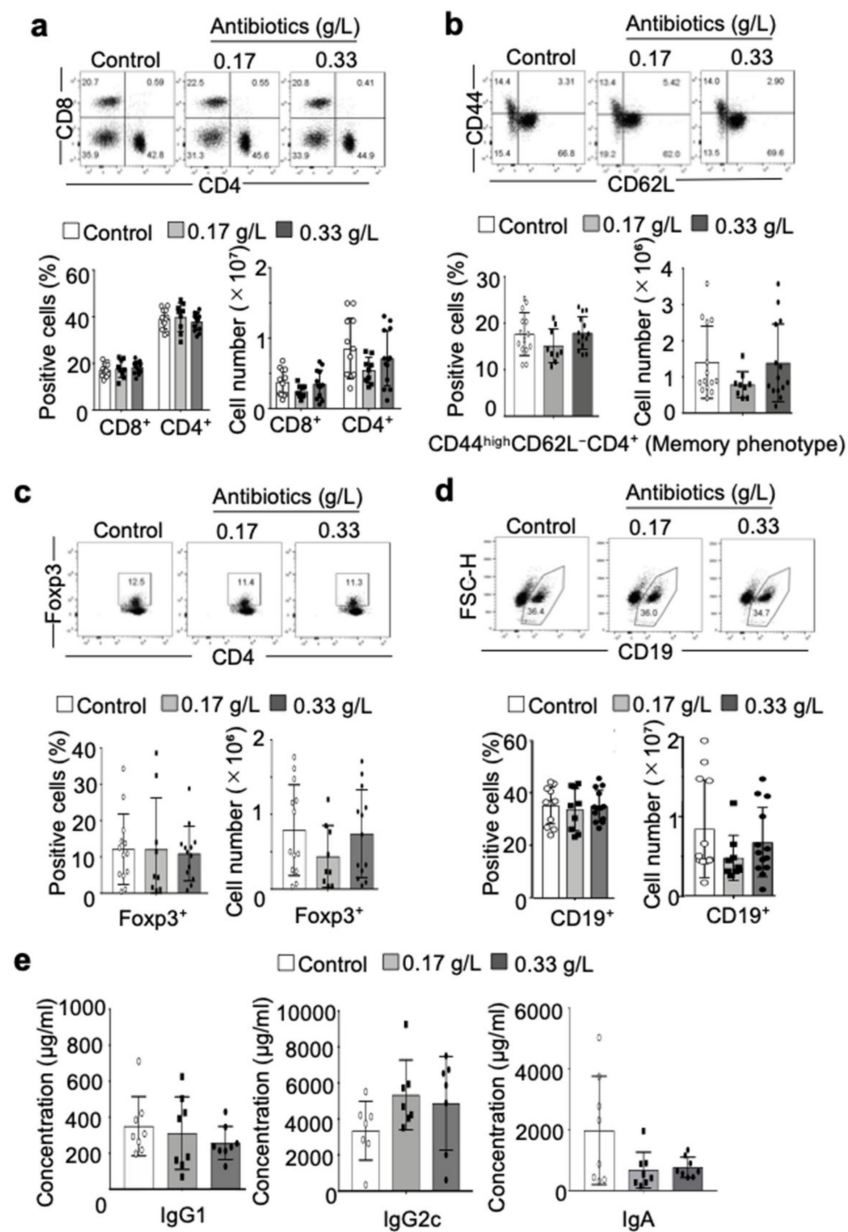 a
Antibiotics (g/L)
Control 0.17 0.33
20.7 0.59 22.5 0.55 20.8 0.41
CD8
35.9 42.8 31.3 45.6 33.9 44.9
CD4
Control 0.17 g/L 0.33 g/L
Positive cells (%)
60
40
20
0
CD8⁺ CD4⁺
Cell number (× 10⁷)
2
1
0
CD8⁺ CD4⁺
b
Antibiotics (g/L)
Control 0.17 0.33
14.4 3.31 13.4 5.42 14.0 2.90
CD44
15.4 66.8 19.2 62.0 13.5 69.6
CD62L
Control 0.17 g/L 0.33 g/L
Positive cells (%)
30
20
10
0
Cell number (× 10⁶)
4
3
2
1
0
CD44ʰⁱᵍʰCD62L⁻CD4⁺ (Memory phenotype)
c
Antibiotics (g/L)
Control 0.17 0.33
Foxp3
12.5 11.4 11.3
CD4
Control 0.17 g/L 0.33 g/L
Positive cells (%)
40
30
20
10
0
Foxp3⁺
Cell number (× 10⁶)
2
1
0
Foxp3⁺
d
Antibiotics (g/L)
Control 0.17 0.33
FSC-H
36.4 36.0 34.7
CD19
Control 0.17 g/L 0.33 g/L
Positive cells (%)
60
40
20
0
CD19⁺
Cell number (× 10⁷)
2
1
0
CD19⁺
e
Control 0.17 g/L 0.33 g/L
Concentration (μg/ml)
1000
800
600
400
200
0
IgG1
Concentration (μg/ml)
10000
8000
6000
4000
2000
0
IgG2c
Concentration (μg/ml)
6000
4000
2000
0
IgA